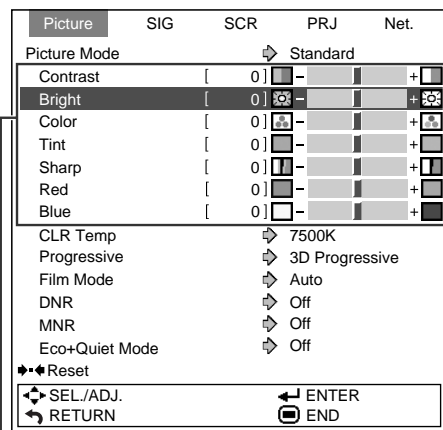 Picture SIG SCR PRJ Net.
Picture Mode Standard
Contrast [ 0 ] - +
Bright [ 0 ] - +
Color [ 0 ] - +
Tint [ 0 ] - +
Sharp [ 0 ] - +
Red [ 0 ] - +
Blue [ 0 ] - +
CLR Temp 7500K
Progressive 3D Progressive
Film Mode Auto
DNR Off
MNR Off
Eco+Quiet Mode Off
Reset
SEL./ADJ. ENTER
RETURN END